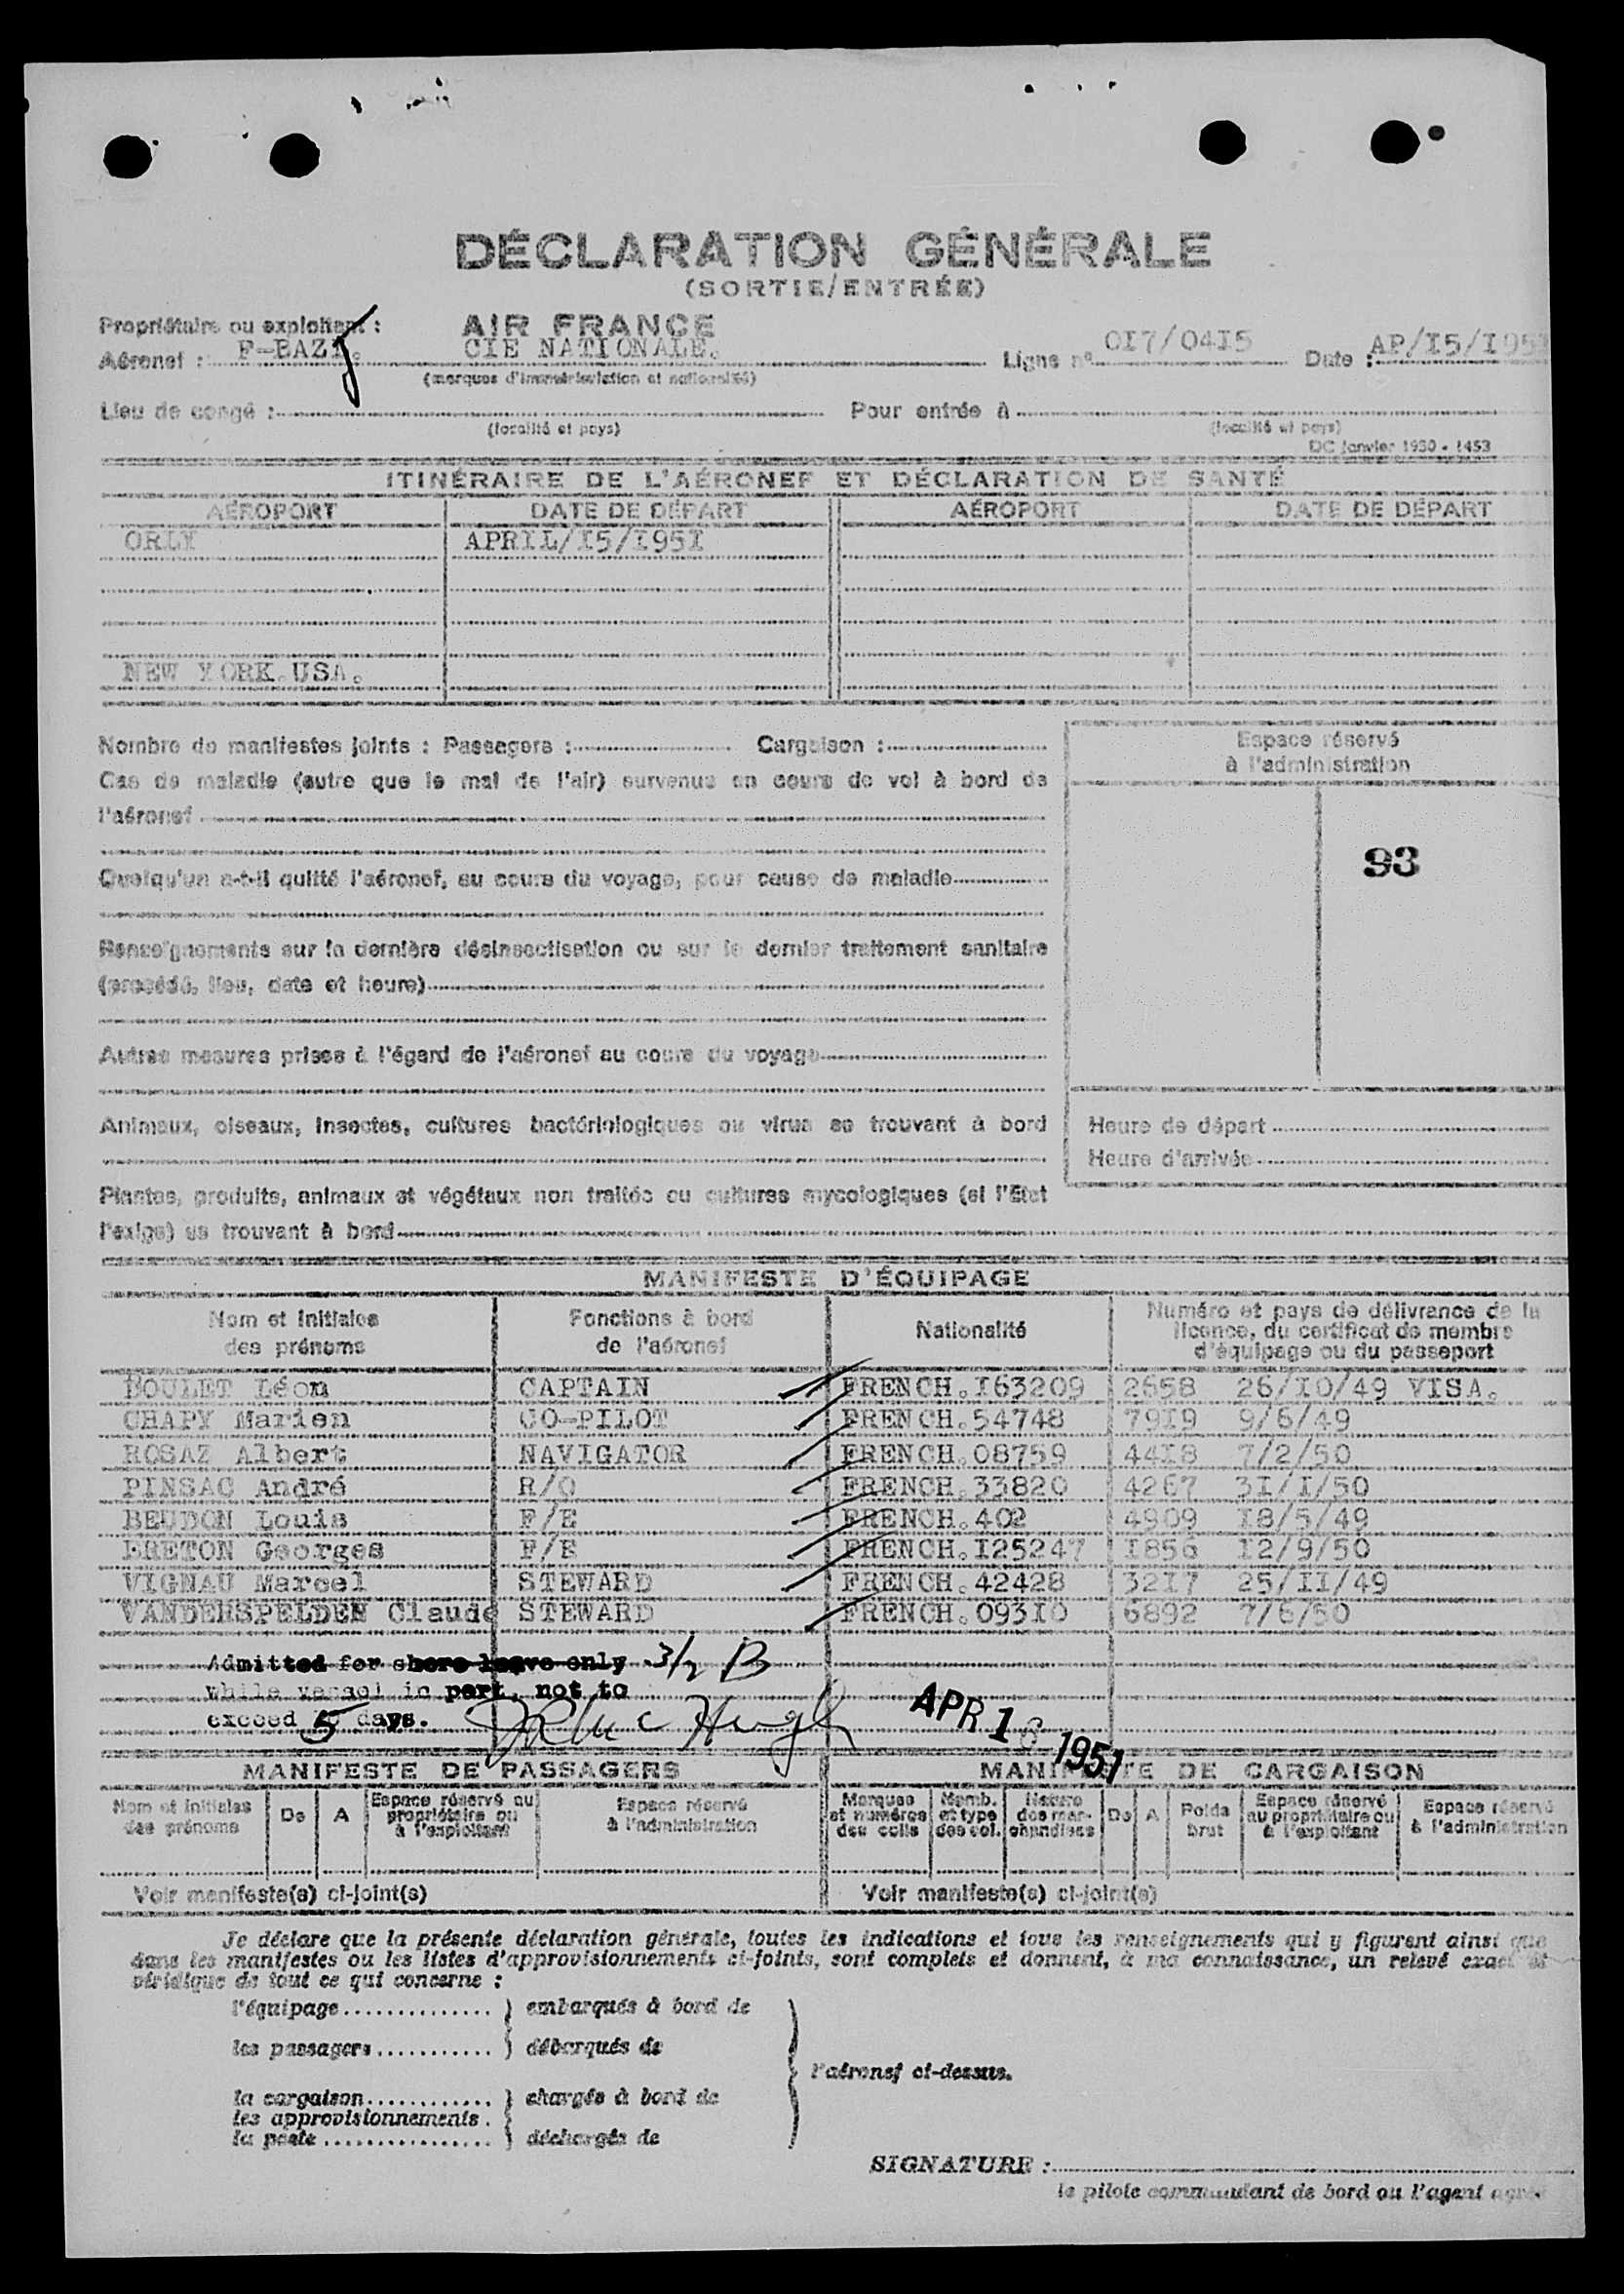 DÉCLARATION GÉNÉRALE
(SORTIE/ENTRÉE)
Propriétaire ou exploitant : AIR FRANCE
Aéronef : F-BAZ CIE NATIONALE. Ligne n° OI7/04I5 Date : AP/I5/I951
(marques d'immatriculation et nationalité)
Lieu de congé : Pour entrée à
(localité et pays) (localité et pays)
DC Janvier 1950 - 1453
ITINÉRAIRE DE L'AÉRONEF ET DÉCLARATION DE SANTÉ
AÉROPORT DATE DE DÉPART AÉROPORT DATE DE DÉPART
ORLY APRIL/I5/I95I
NEW YORK.USA.
Nombre de manifestes joints : Passagers : Cargaison :
Espace réservé
à l'administration
Cas de maladie (autre que le mal de l'air) survenus en cours de vol à bord de
l'aéronef
93
Quelqu'un a-t-il quitté l'aéronef, au cours du voyage, pour cause de maladie
Renseignements sur la dernière désinsectisation ou sur le dernier traitement sanitaire
(procédé, lieu, date et heure)
Autres mesures prises à l'égard de l'aéronef au cours du voyage
Animaux, oiseaux, insectes, cultures bactériologiques ou virus se trouvant à bord
Heure de départ
Heure d'arrivée
Plantes, produits, animaux et végétaux non traités ou cultures mycologiques (si l'Etat
l'exige) se trouvant à bord
MANIFESTE D'ÉQUIPAGE
Nom et initiales des prénoms Fonctions à bord de l'aéronef Nationalité Numéro et pays de délivrance de la licence, du certificat de membre d'équipage ou du passeport
BOULET Léon CAPTAIN FRENCH.I63209 2658 26/I0/49 VISA.
CHAPY Marien CO-PILOT FRENCH.54748 79I9 9/6/49
ROSAZ Albert NAVIGATOR FRENCH.08759 44I8 7/2/50
PINSAC André R/O FRENCH.33820 4267 3I/I/50
BEUDON Louis F/E FRENCH.402 4909 I8/5/49
BRETON Georges F/E FRENCH.I25247 I856 I2/9/50
VIGNAU Marcel STEWARD FRENCH.42428 32I7 25/II/49
VANDERSPELDEN Claude STEWARD FRENCH.093I0 6892 7/6/50
Admitted for shore leave only 3/2 B
while vessel in port, not to
exceed 5 days.
APR 16 1951
MANIFESTE DE PASSAGERS MANIFESTE DE CARGAISON
Nom et initiales des prénoms De A Espace réservé au propriétaire ou à l'exploitant Espace réservé à l'administration Marques et numéros des colis Nomb. et type des col. Nature des marchandises De A Poids brut Espace réservé au propriétaire ou à l'exploitant Espace réservé à l'administration
Voir manifeste(s) ci-joint(s) Voir manifeste(s) ci-joint(s)
Je déclare que la présente déclaration générale, toutes les indications et tous les renseignements qui y figurent ainsi que
dans les manifestes ou les listes d'approvisionnements ci-joints, sont complets et donnent, à ma connaissance, un relevé exact et
véridique de tout ce qui concerne :
l'équipage } embarqués à bord de
les passagers } débarqués de
l'aéronef ci-dessus.
la cargaison } chargés à bord de
les approvisionnements
la poste } déchargés de
SIGNATURE :
le pilote commandant de bord ou l'agent agréé